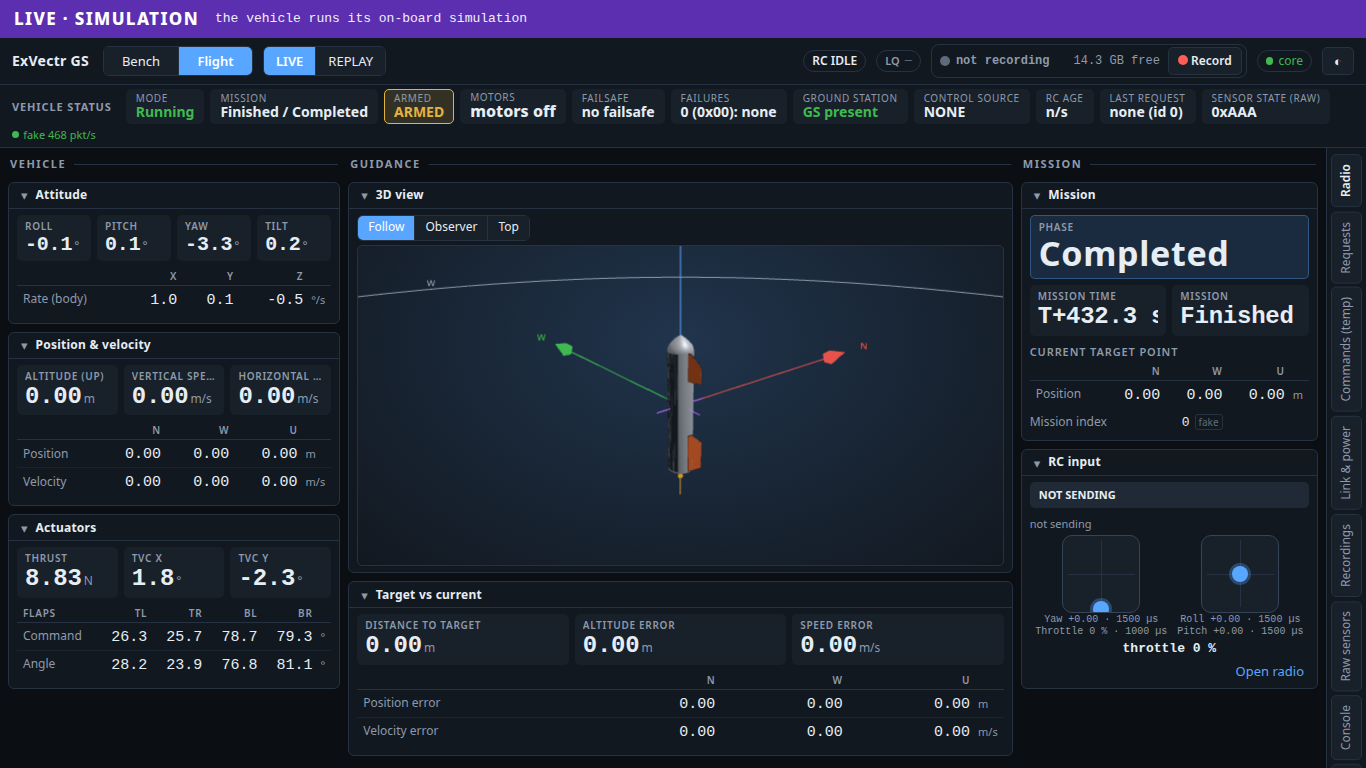 LIVE · SIMULATION the vehicle runs its on-board simulation
ExVectr GS Bench Flight LIVE REPLAY RC IDLE LQ — not recording 14.3 GB free Record core
VEHICLE STATUS
MODE
Running
MISSION
Finished / Completed
ARMED
ARMED
MOTORS
motors off
FAILSAFE
no failsafe
FAILURES
0 (0x00): none
GROUND STATION
GS present
CONTROL SOURCE
NONE
RC AGE
n/s
LAST REQUEST
none (id 0)
SENSOR STATE (RAW)
0xAAA
fake 468 pkt/s
VEHICLE
Attitude
ROLL
-0.1°
PITCH
0.1°
YAW
-3.3°
TILT
0.2°
X Y Z
Rate (body) 1.0 0.1 -0.5 °/s
Position & velocity
ALTITUDE (UP)
0.00 m
VERTICAL SPE...
0.00 m/s
HORIZONTAL ...
0.00 m/s
N W U
Position 0.00 0.00 0.00 m
Velocity 0.00 0.00 0.00 m/s
Actuators
THRUST
8.83 N
TVC X
1.8°
TVC Y
-2.3°
FLAPS TL TR BL BR
Command 26.3 25.7 78.7 79.3 °
Angle 28.2 23.9 76.8 81.1 °
GUIDANCE
3D view
Follow Observer Top
W
W
N
Target vs current
DISTANCE TO TARGET
0.00 m
ALTITUDE ERROR
0.00 m
SPEED ERROR
0.00 m/s
N W U
Position error 0.00 0.00 0.00 m
Velocity error 0.00 0.00 0.00 m/s
MISSION
Mission
PHASE
Completed
MISSION TIME
T+432.3 s
MISSION
Finished
CURRENT TARGET POINT
N W U
Position 0.00 0.00 0.00 m
Mission index 0 fake
RC input
NOT SENDING
not sending
Yaw +0.00 · 1500 µs Roll +0.00 · 1500 µs
Throttle 0 % · 1000 µs Pitch +0.00 · 1500 µs
throttle 0 %
Open radio
Radio
Requests
Commands (temp)
Link & power
Recordings
Raw sensors
Console